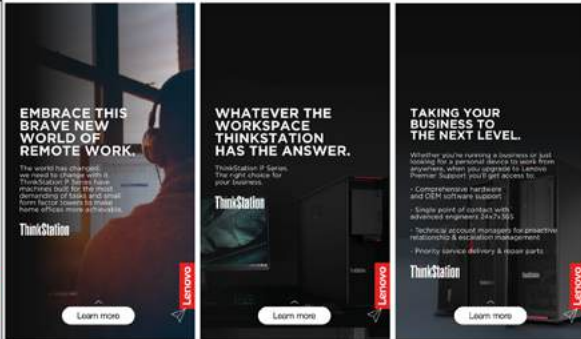 EMBRACE THIS
BRAVE NEW
WORLD OF
REMOTE WORK.
The world has changed,
we need to change with it.
ThinkStation P Series have
machines built for the most
demanding of tasks and small
form factor towers to make
home offices more achievable.
ThinkStation
Lenovo
Learn more
WHATEVER THE
WORKSPACE
THINKSTATION
HAS THE ANSWER.
ThinkStation P Series.
The right choice for
your business.
ThinkStation
Lenovo
Learn more
TAKING YOUR
BUSINESS TO
THE NEXT LEVEL.
Whether you're running a business or just
looking for a personal device to work from
anywhere, when you upgrade to Lenovo
Premier Support you'll get access to:
- Comprehensive hardware
and OEM software support
- Single point of contact with
advanced engineers 24x7x365
- Technical account managers for proactive
relationship & escalation management
- Priority service delivery & repair parts
ThinkStation
Lenovo
Learn more